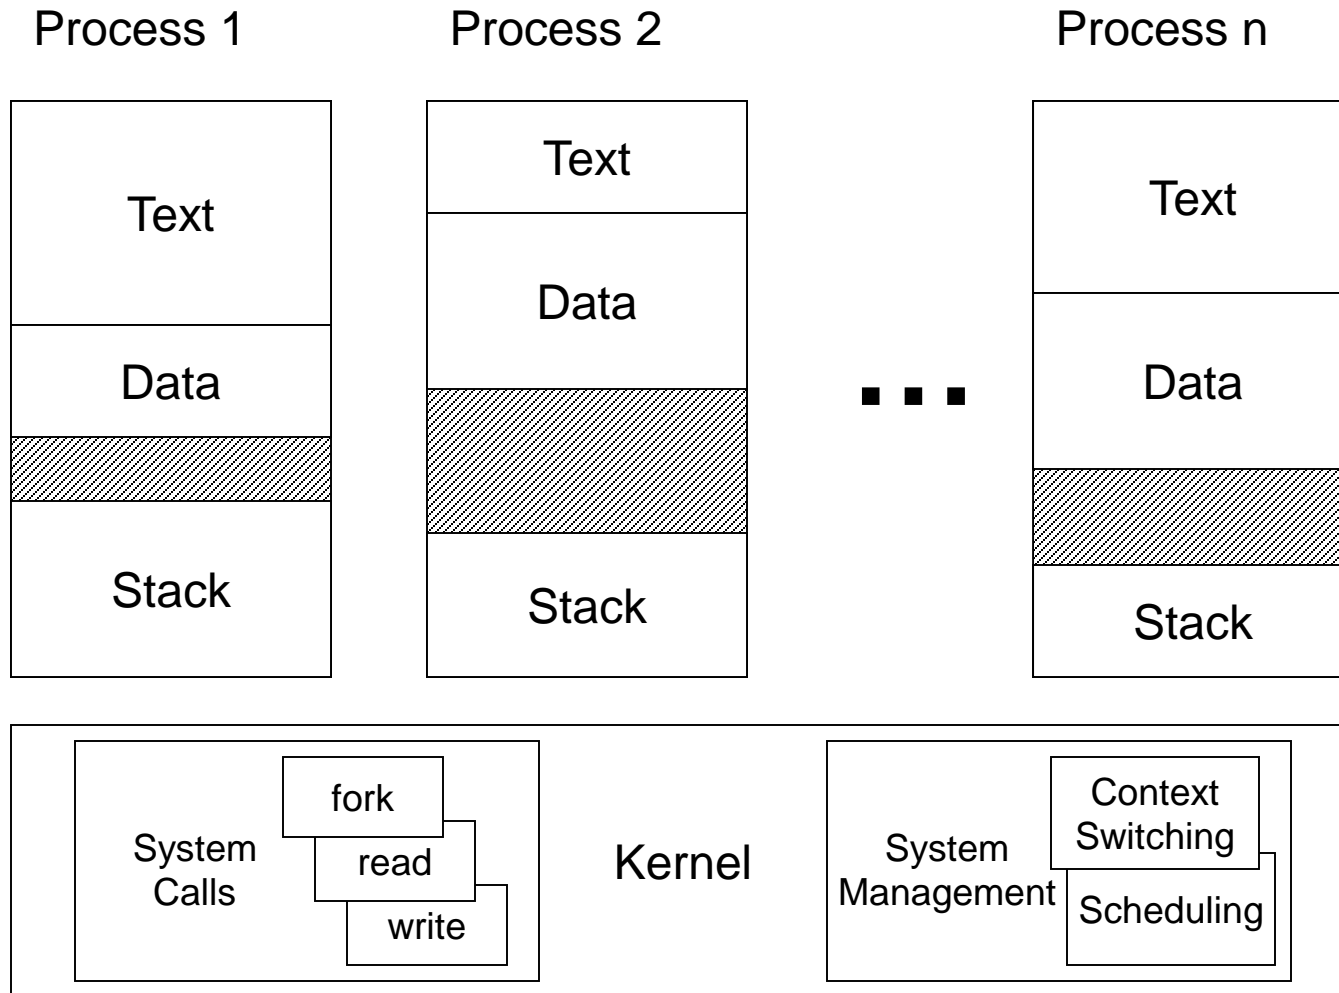 Process 1
Process 2
Process n
Text
Data
Stack
Text
Data
Stack
Text
Data
Stack
System
Calls
fork
read
write
Kernel
System
Management
Context
Switching
Scheduling